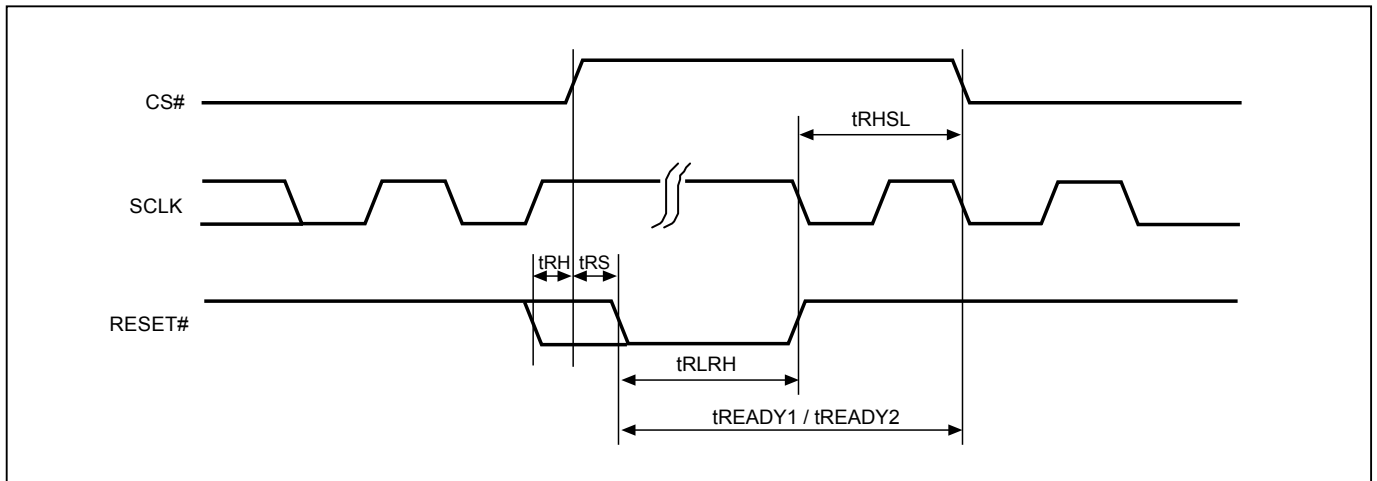 CS#
tRHSL
SCLK
tRH tRS
RESET#
tRLRH
tREADY1 / tREADY2